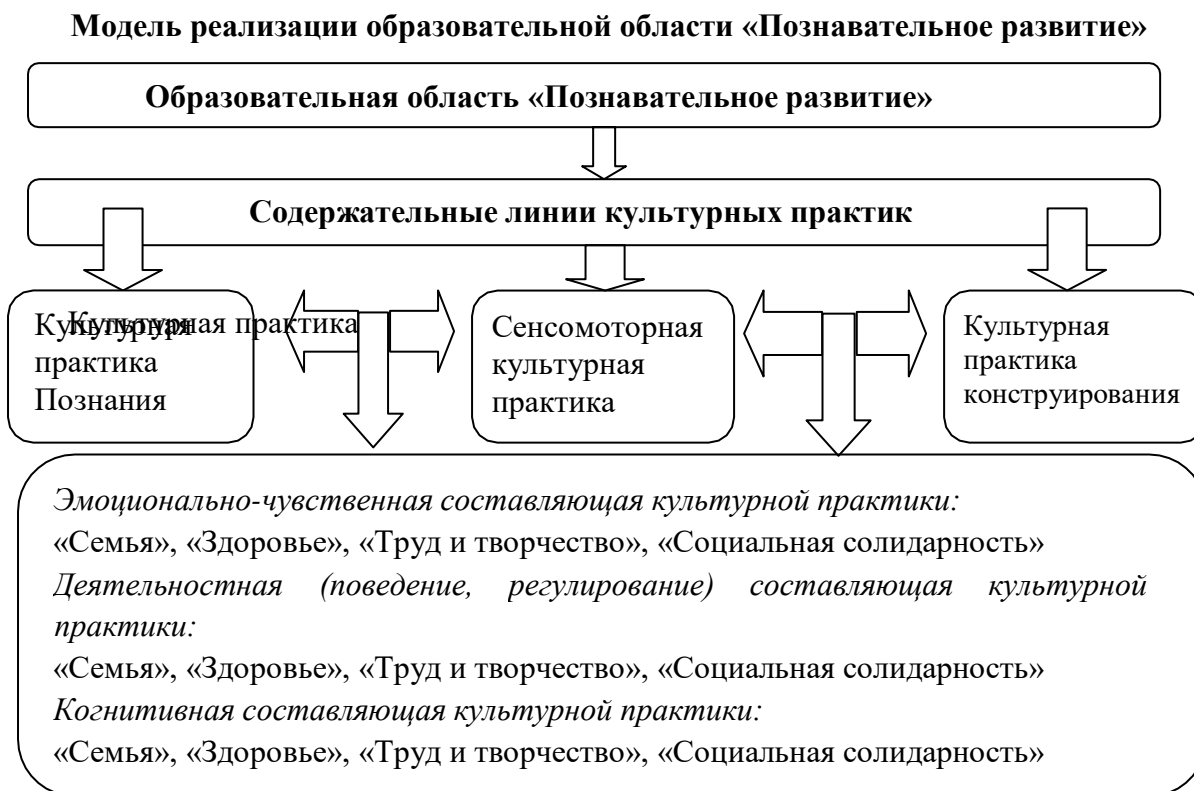 Модель реализации образовательной области «Познавательное развитие»
Образовательная область «Познавательное развитие»
Содержательные линии культурных практик
Культурная
практика
Познания
Культурная практика
Сенсомоторная
культурная
практика
Культурная
практика
конструирования
Эмоционально-чувственная составляющая культурной практики:
«Семья», «Здоровье», «Труд и творчество», «Социальная солидарность»
Деятельностная (поведение, регулирование) составляющая культурной
практики:
«Семья», «Здоровье», «Труд и творчество», «Социальная солидарность»
Когнитивная составляющая культурной практики:
«Семья», «Здоровье», «Труд и творчество», «Социальная солидарность»